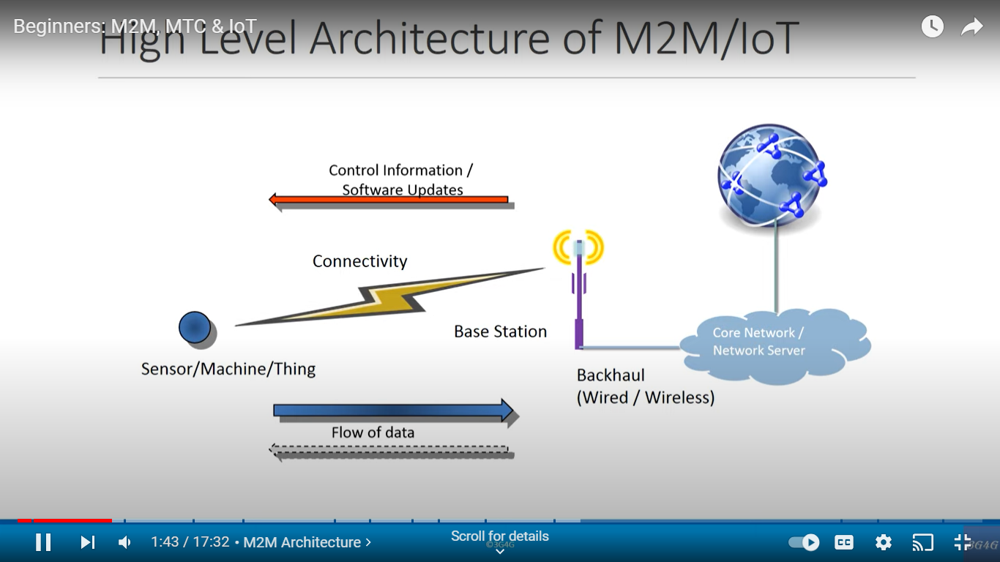 Beginners: M2M, MTC & IoT
High Level Architecture of M2M/IoT
Control Information /
Software Updates
Connectivity
Base Station
Core Network /
Network Server
Sensor/Machine/Thing
Backhaul
(Wired / Wireless)
Flow of data
1:43 / 17:32 • M2M Architecture >
Scroll for details
©3G4G
CC
3G4G